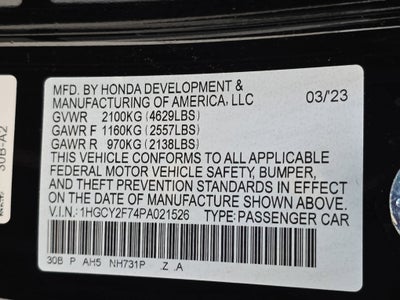 MFD. BY HONDA DEVELOPMENT &
MANUFACTURING OF AMERICA, LLC 03/'23
GVWR 2100KG (4629LBS)
GAWR F 1160KG (2557LBS)
GAWR R 970KG (2138LBS)
THIS VEHICLE CONFORMS TO ALL APPLICABLE
FEDERAL MOTOR VEHICLE SAFETY, BUMPER,
AND THEFT PREVENTION STANDARDS IN EFFECT
ON THE DATE OF MANUFACTURE SHOWN ABOVE.
V.I.N: 1HGCY2F74PA021526 TYPE: PASSENGER CAR
30B P AH5 NH731P .Z .A
30B-A2